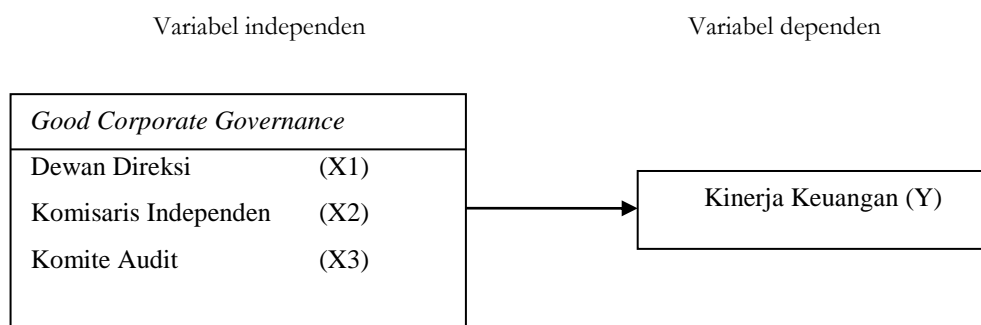 Variabel independen
Variabel dependen
Good Corporate Governance
Dewan Direksi (X1)
Komisaris Independen (X2)
Komite Audit (X3)
Kinerja Keuangan (Y)